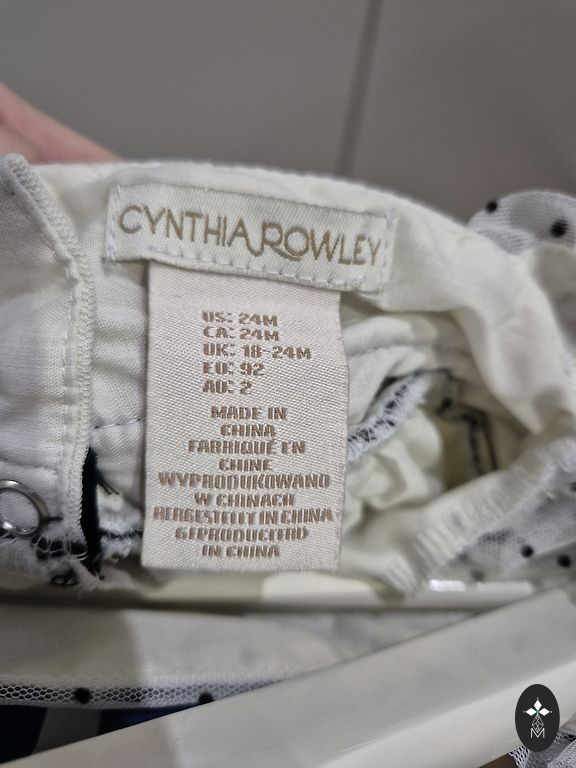 CYNTHIA ROWLEY
US: 24M
CA: 24M
UK: 18-24M
EU: 92
AU: 2
MADE IN
CHINA
FABRIQUÉ EN
CHINE
WYPRODUKOWANO
W CHINACH
HERGESTELLT IN CHINA
GEPRODUCEERD
IN CHINA
M